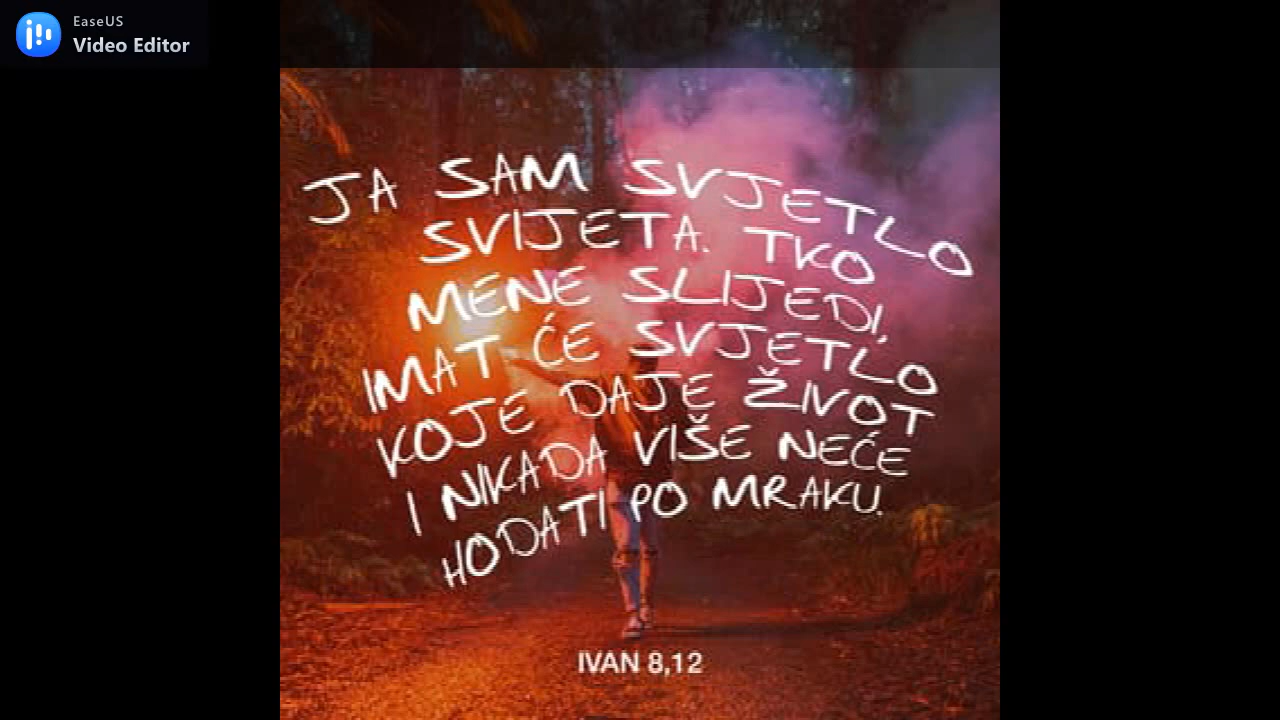 EaseUS
Video Editor
JA SAM SVJETLO
SVIJETA. TKO
MENE SLIJEDI,
IMAT ĆE SVJETLO
KOJE DAJE ŽIVOT
I NIKADA VIŠE NEĆE
HODATI PO MRAKU.
IVAN 8,12